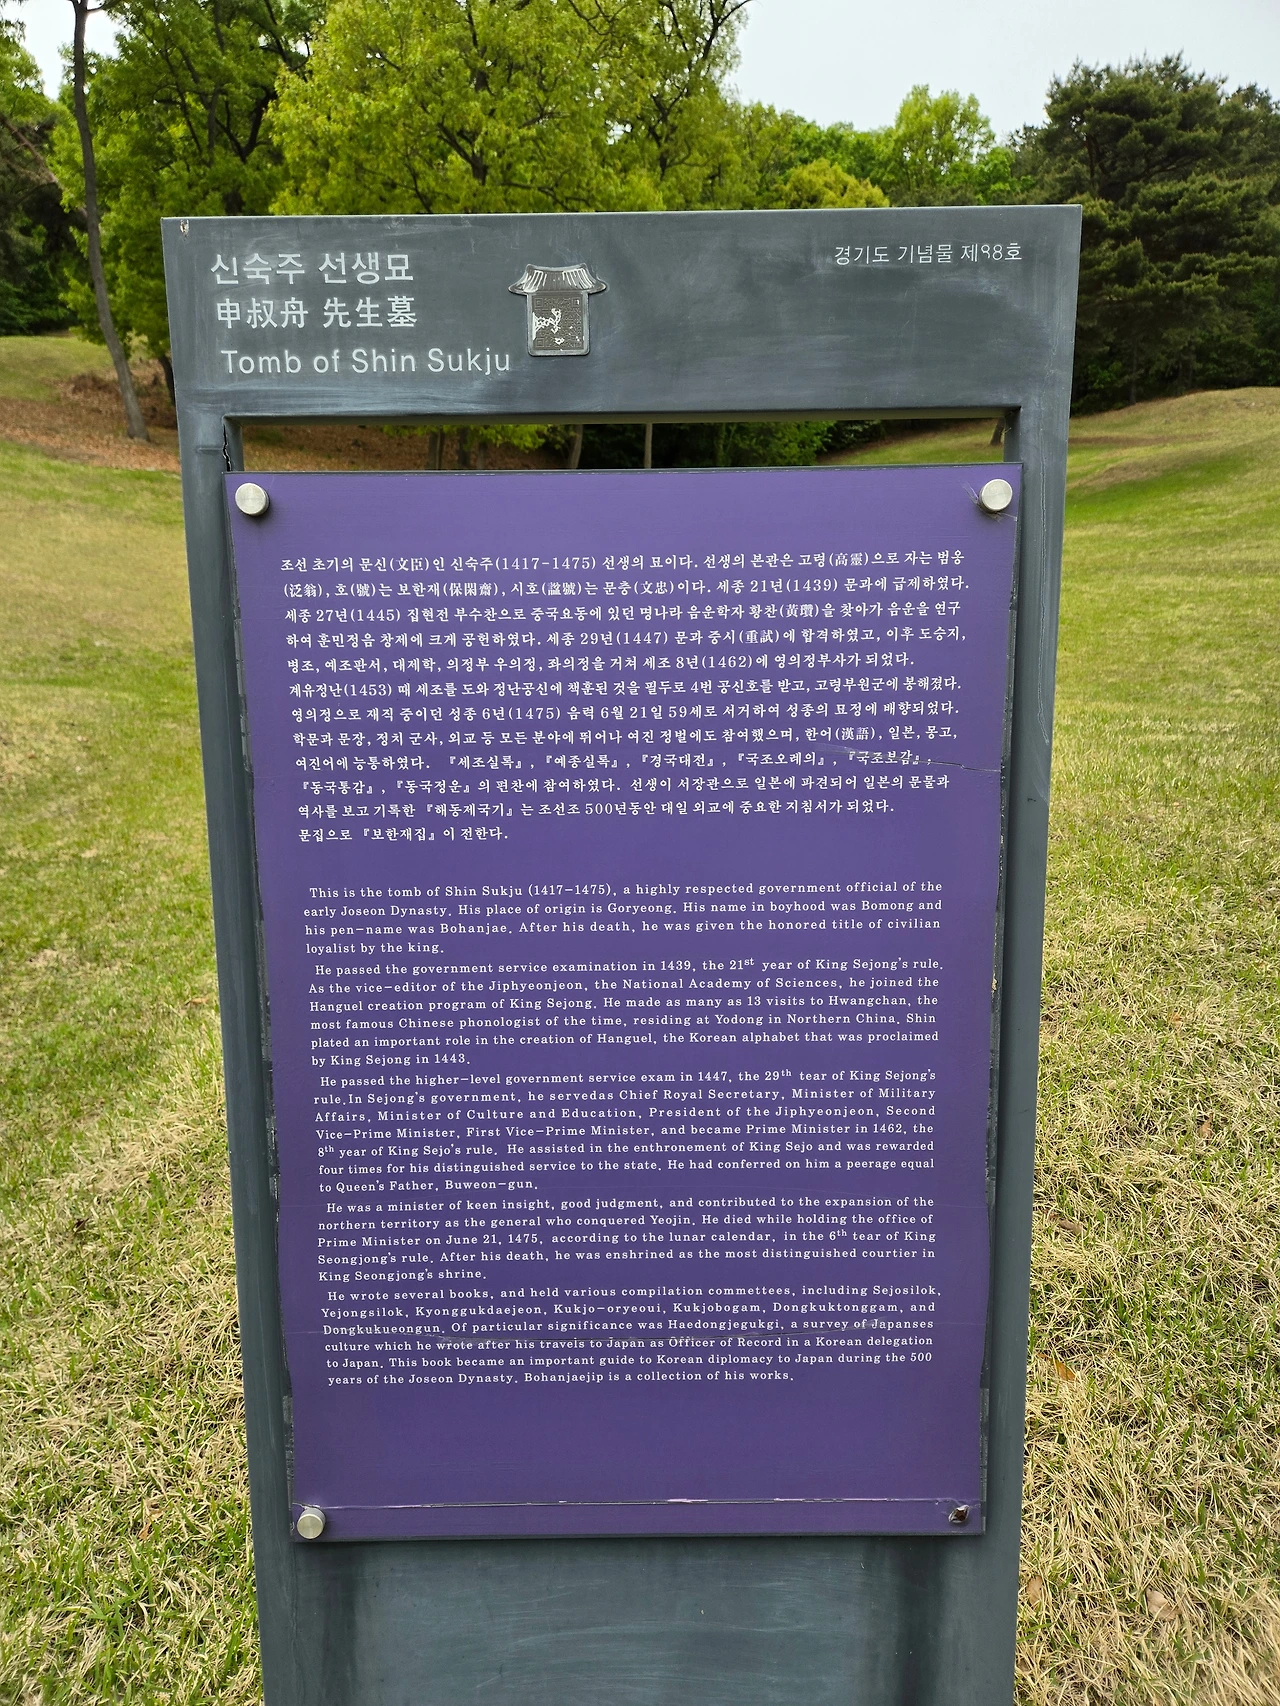 신숙주 선생묘
申叔舟 先生墓
Tomb of Shin Sukju
경기도 기념물 제98호
조선 초기의 문신(文臣)인 신숙주(1417-1475) 선생의 묘이다. 선생의 본관은 고령(高靈)으로 자는 범옹
(泛翁), 호(號)는 보한재(保閑齋), 시호(諡號)는 문충(文忠)이다. 세종 21년(1439) 문과에 급제하였다.
세종 27년(1445) 집현전 부수찬으로 중국요동에 있던 명나라 음운학자 황찬(黃瓚)을 찾아가 음운을 연구
하여 훈민정음 창제에 크게 공헌하였다. 세종 29년(1447) 문과 중시(重試)에 합격하였고, 이후 도승지,
병조, 예조판서, 대제학, 의정부 우의정, 좌의정을 거쳐 세조 8년(1462)에 영의정부사가 되었다.
계유정난(1453) 때 세조를 도와 정난공신에 책훈된 것을 필두로 4번 공신호를 받고, 고령부원군에 봉해졌다.
영의정으로 재직 중이던 성종 6년(1475) 음력 6월 21일 59세로 서거하여 성종의 묘정에 배향되었다.
학문과 문장, 정치 군사, 외교 등 모든 분야에 뛰어나 여진 정벌에도 참여했으며, 한어(漢語), 일본, 몽고,
여진어에 능통하였다. 『세조실록』, 『예종실록』, 『경국대전』, 『국조오례의』, 『국조보감』,
『동국통감』, 『동국정운』의 편찬에 참여하였다. 선생이 서장관으로 일본에 파견되어 일본의 문물과
역사를 보고 기록한 『해동제국기』는 조선조 500년동안 대일 외교에 중요한 지침서가 되었다.
문집으로 『보한재집』이 전한다.
This is the tomb of Shin Sukju (1417-1475), a highly respected government official of the
early Joseon Dynasty. His place of origin is Goryeong. His name in boyhood was Bomong and
his pen-name was Bohanjae. After his death, he was given the honored title of civilian
loyalist by the king.
He passed the government service examination in 1439, the 21st year of King Sejong's rule.
As the vice-editor of the Jiphyeonjeon, the National Academy of Sciences, he joined the
Hanguel creation program of King Sejong. He made as many as 13 visits to Hwangchan, the
most famous Chinese phonologist of the time, residing at Yodong in Northern China. Shin
plated an important role in the creation of Hanguel, the Korean alphabet that was proclaimed
by King Sejong in 1443.
He passed the higher-level government service exam in 1447, the 29th tear of King Sejong's
rule.In Sejong's government, he servedas Chief Royal Secretary, Minister of Military
Affairs, Minister of Culture and Education, President of the Jiphyeonjeon, Second
Vice-Prime Minister, First Vice-Prime Minister, and became Prime Minister in 1462, the
8th year of King Sejo's rule. He assisted in the enthronement of King Sejo and was rewarded
four times for his distinguished service to the state. He had conferred on him a peerage equal
to Queen's Father, Buweon-gun.
He was a minister of keen insight, good judgment, and contributed to the expansion of the
northern territory as the general who conquered Yeojin. He died while holding the office of
Prime Minister on June 21, 1475, according to the lunar calendar, in the 6th tear of King
Seongjong's rule. After his death, he was enshrined as the most distinguished courtier in
King Seongjong's shrine.
He wrote several books, and held various compilation commettees, including Sejosilok,
Yejongsilok, Kyonggukdaejeon, Kukjo-oryeoui, Kukjobogam, Dongkuktonggam, and
Dongkukueongun. Of particular significance was Haedongjegukgi, a survey of Japanses
culture which he wrote after his travels to Japan as Officer of Record in a Korean delegation
to Japan. This book became an important guide to Korean diplomacy to Japan during the 500
years of the Joseon Dynasty. Bohanjaejip is a collection of his works.